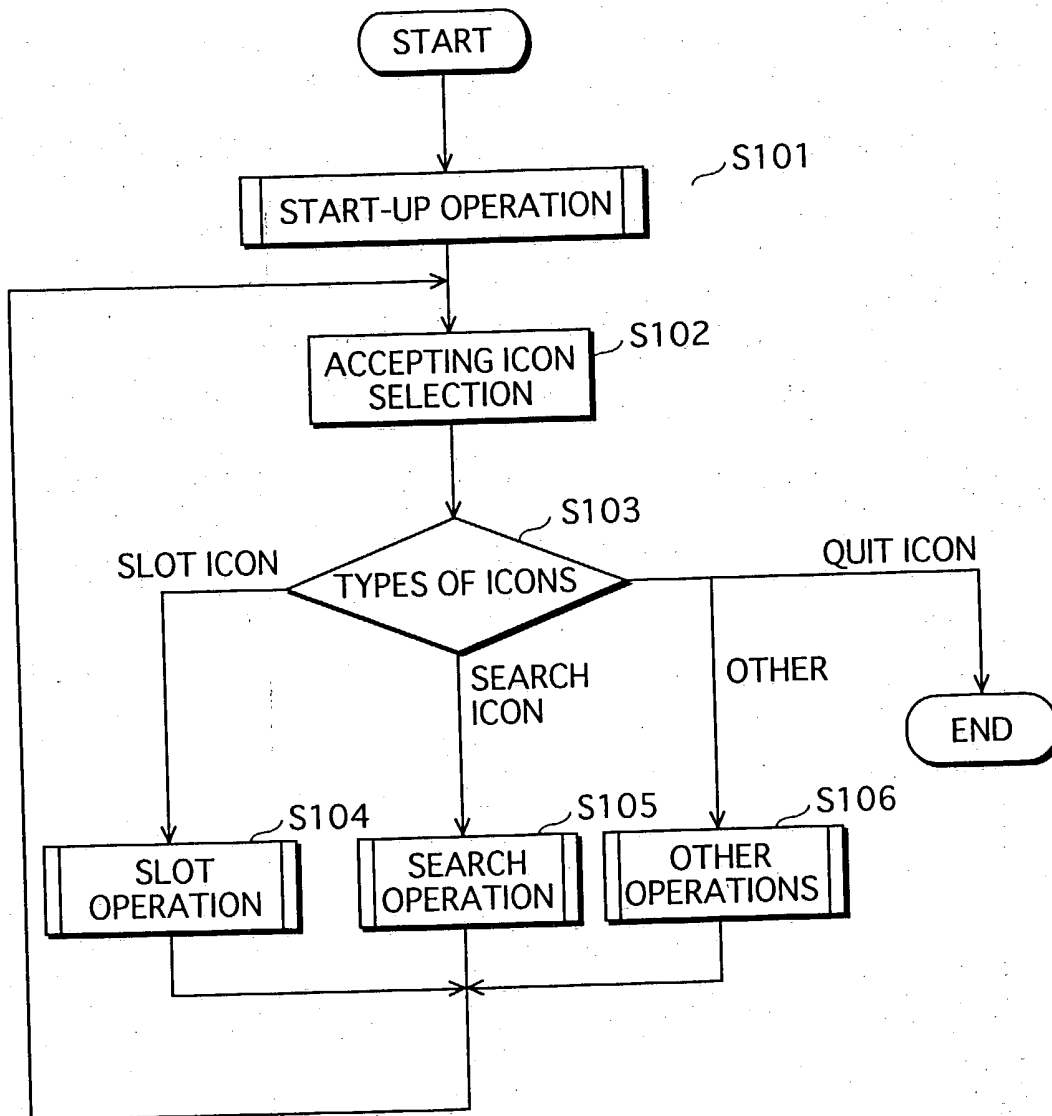 START
S101
START-UP OPERATION
S102
ACCEPTING ICON
SELECTION
S103
SLOT ICON
TYPES OF ICONS
QUIT ICON
SEARCH
ICON
OTHER
END
S104
SLOT
OPERATION
S105
SEARCH
OPERATION
S106
OTHER
OPERATIONS